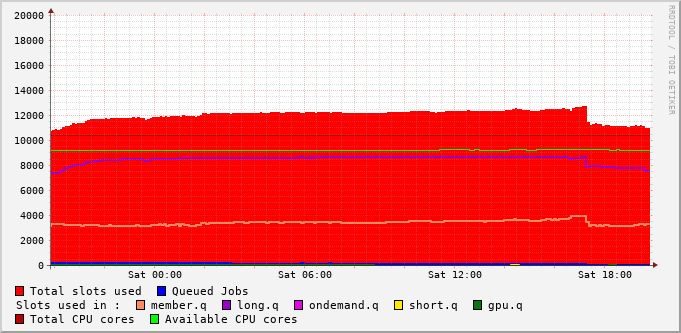 RRDTOOL / TOBI OETIKER
20000
18000
16000
14000
12000
10000
8000
6000
4000
2000
0
Sat 00:00 Sat 06:00 Sat 12:00 Sat 18:00
Total slots used Queued Jobs
Slots used in : member.q long.q ondemand.q short.q gpu.q
Total CPU cores Available CPU cores